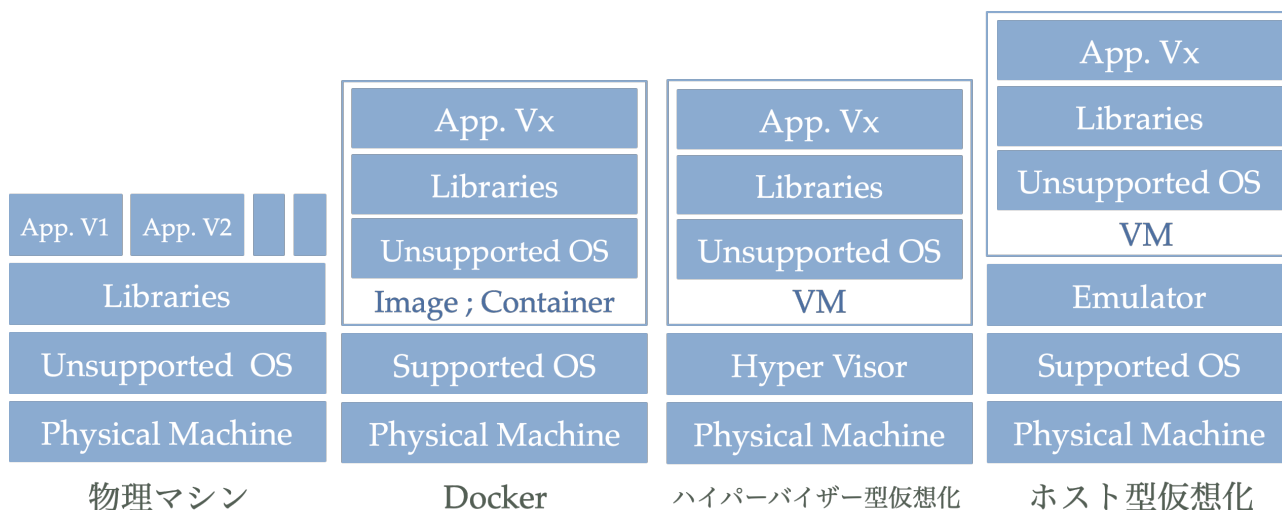 App. V1
App. V2
Libraries
Unsupported OS
Physical Machine
物理マシン
App. Vx
Libraries
Unsupported OS
Image ; Container
Supported OS
Physical Machine
Docker
App. Vx
Libraries
Unsupported OS
VM
Hyper Visor
Physical Machine
ハイパーバイザー型仮想化
App. Vx
Libraries
Unsupported OS
VM
Emulator
Supported OS
Physical Machine
ホスト型仮想化